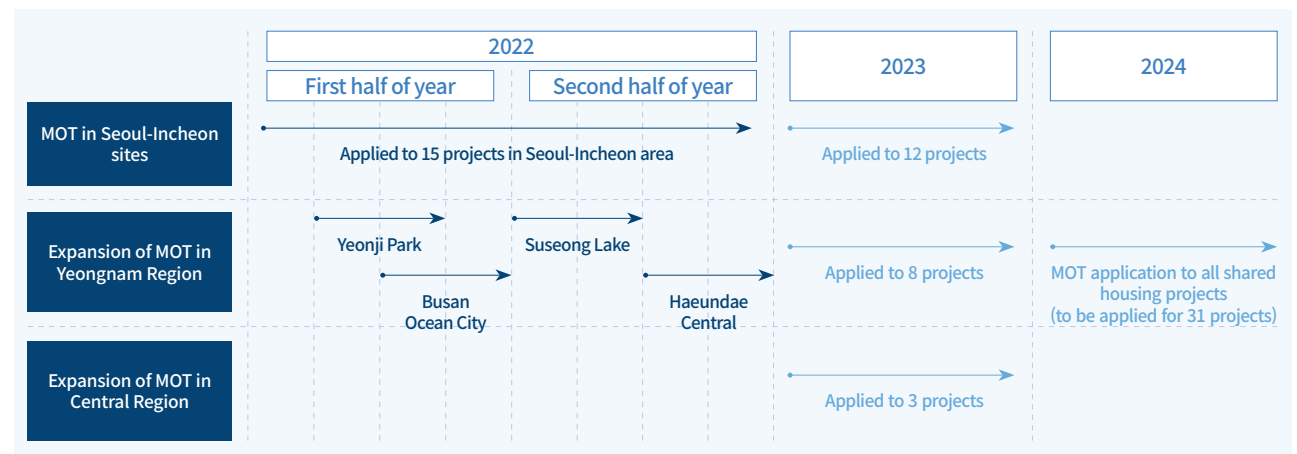 2022
First half of year
Second half of year
2023
2024
MOT in Seoul-Incheon
sites
Applied to 15 projects in Seoul-Incheon area
Applied to 12 projects
Expansion of MOT in
Yeongnam Region
Yeonji Park
Suseong Lake
Busan
Ocean City
Haeundae
Central
Applied to 8 projects
MOT application to all shared
housing projects
(to be applied for 31 projects)
Expansion of MOT in
Central Region
Applied to 3 projects